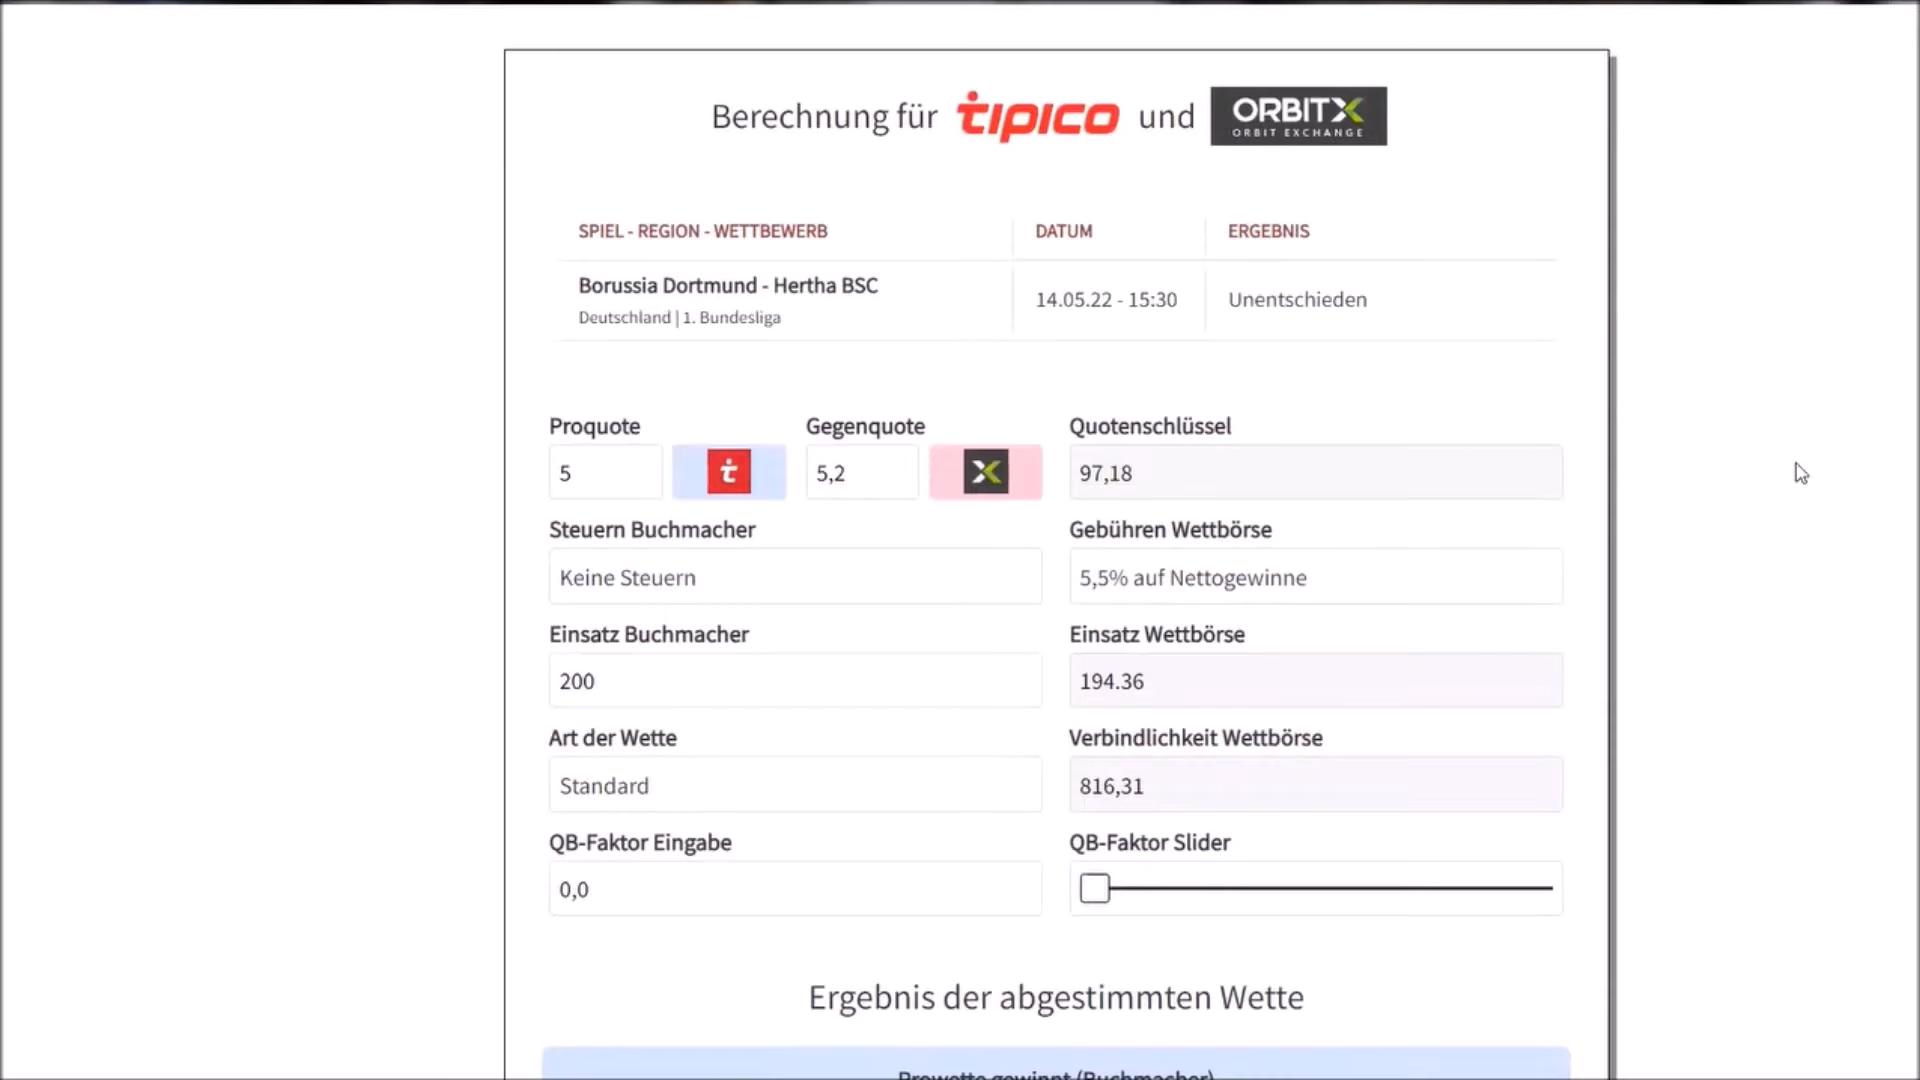 Berechnung für tipico und ORBITX
ORBIT EXCHANGE
SPIEL - REGION - WETTBEWERB DATUM ERGEBNIS
Borussia Dortmund - Hertha BSC
Deutschland | 1. Bundesliga
14.05.22 - 15:30
Unentschieden
Proquote Gegenquote Quotenschlüssel
5 t 5,2 X 97,18
Steuern Buchmacher Gebühren Wettbörse
Keine Steuern 5,5% auf Nettogewinne
Einsatz Buchmacher Einsatz Wettbörse
200 194.36
Art der Wette Verbindlichkeit Wettbörse
Standard 816,31
QB-Faktor Eingabe QB-Faktor Slider
0,0
Ergebnis der abgestimmten Wette
Prowette gewinnt (Buchmacher)